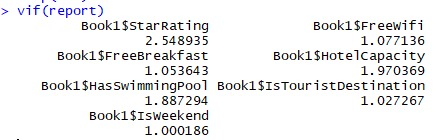 > vif(report)
Book1$StarRating Book1$FreeWifi
2.548935 1.077136
Book1$FreeBreakfast Book1$HotelCapacity
1.053643 1.970369
Book1$HasSwimmingPool Book1$IsTouristDestination
1.887294 1.027267
Book1$IsWeekend
1.000186